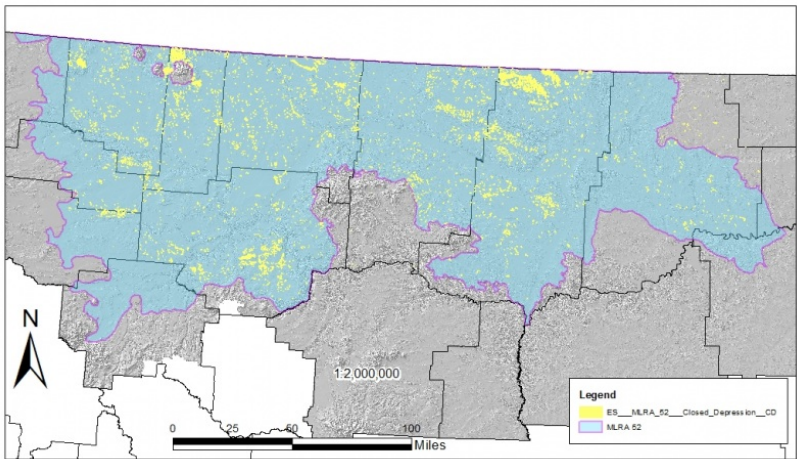 N
1:2,000,000
0 25 50 100
Miles
Legend
ES___MLRA_52___Closed_Depression__CD
MLRA 52